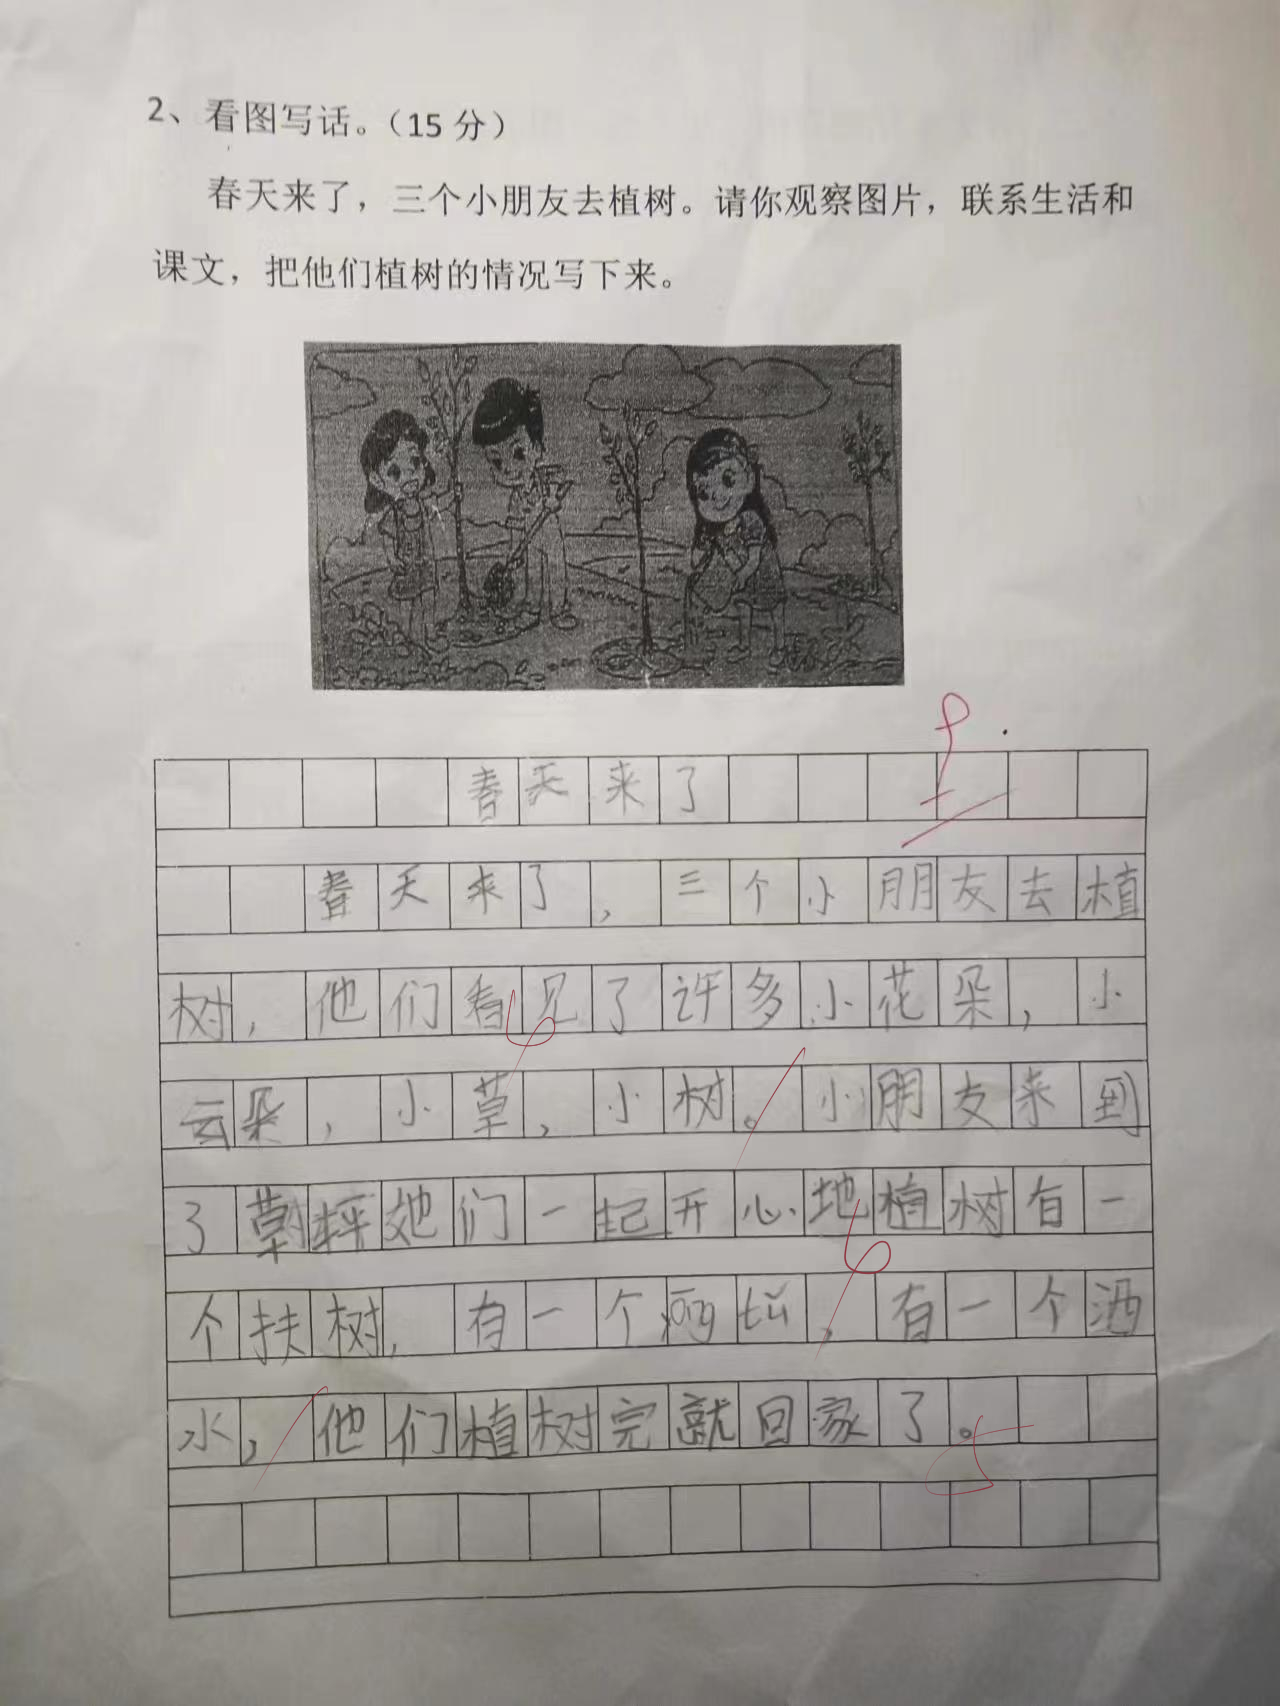 2、看图写话。（15 分）
春天来了，三个小朋友去植树。请你观察图片，联系生活和
课文，把他们植树的情况写下来。
春天来了
春天来了，三个小朋友去植
树，他们看见了许多小花朵，小
云朵，小草，小树。小朋友来到
了草坪她们一起开心地植树有一
个扶树，有一个，有一个洒
水，他们植树完就回家了。